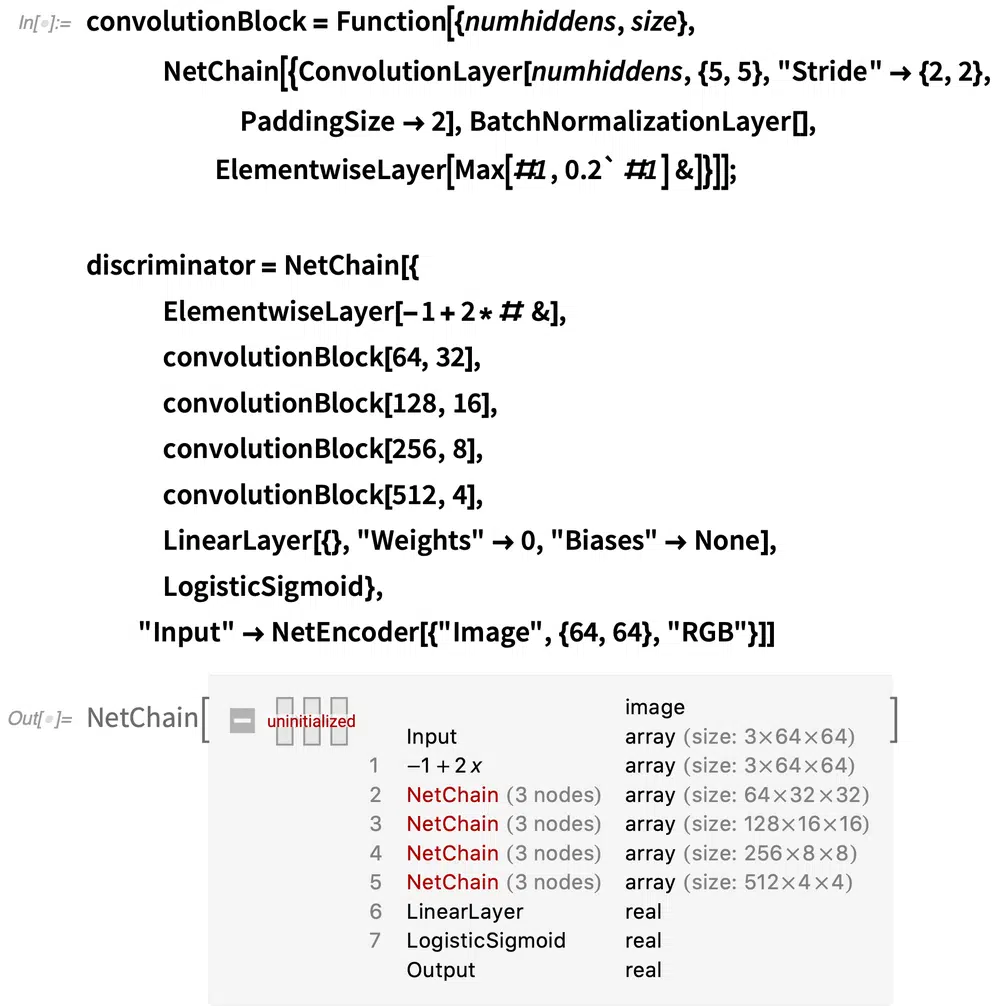 In[●]:= convolutionBlock = Function[{numhiddens, size},
NetChain[{ConvolutionLayer[numhiddens, {5, 5}, "Stride" → {2, 2},
PaddingSize → 2], BatchNormalizationLayer[],
ElementwiseLayer[Max[#1, 0.2` #1] &]}]];
discriminator = NetChain[{
ElementwiseLayer[-1 + 2 * # &],
convolutionBlock[64, 32],
convolutionBlock[128, 16],
convolutionBlock[256, 8],
convolutionBlock[512, 4],
LinearLayer[{}, "Weights" → 0, "Biases" → None],
LogisticSigmoid},
"Input" → NetEncoder[{"Image", {64, 64}, "RGB"}]]
Out[●]= NetChain[ uninitialized ]
image
Input array (size: 3×64×64)
1 −1 + 2 x array (size: 3×64×64)
2 NetChain (3 nodes) array (size: 64×32×32)
3 NetChain (3 nodes) array (size: 128×16×16)
4 NetChain (3 nodes) array (size: 256×8×8)
5 NetChain (3 nodes) array (size: 512×4×4)
6 LinearLayer real
7 LogisticSigmoid real
Output real